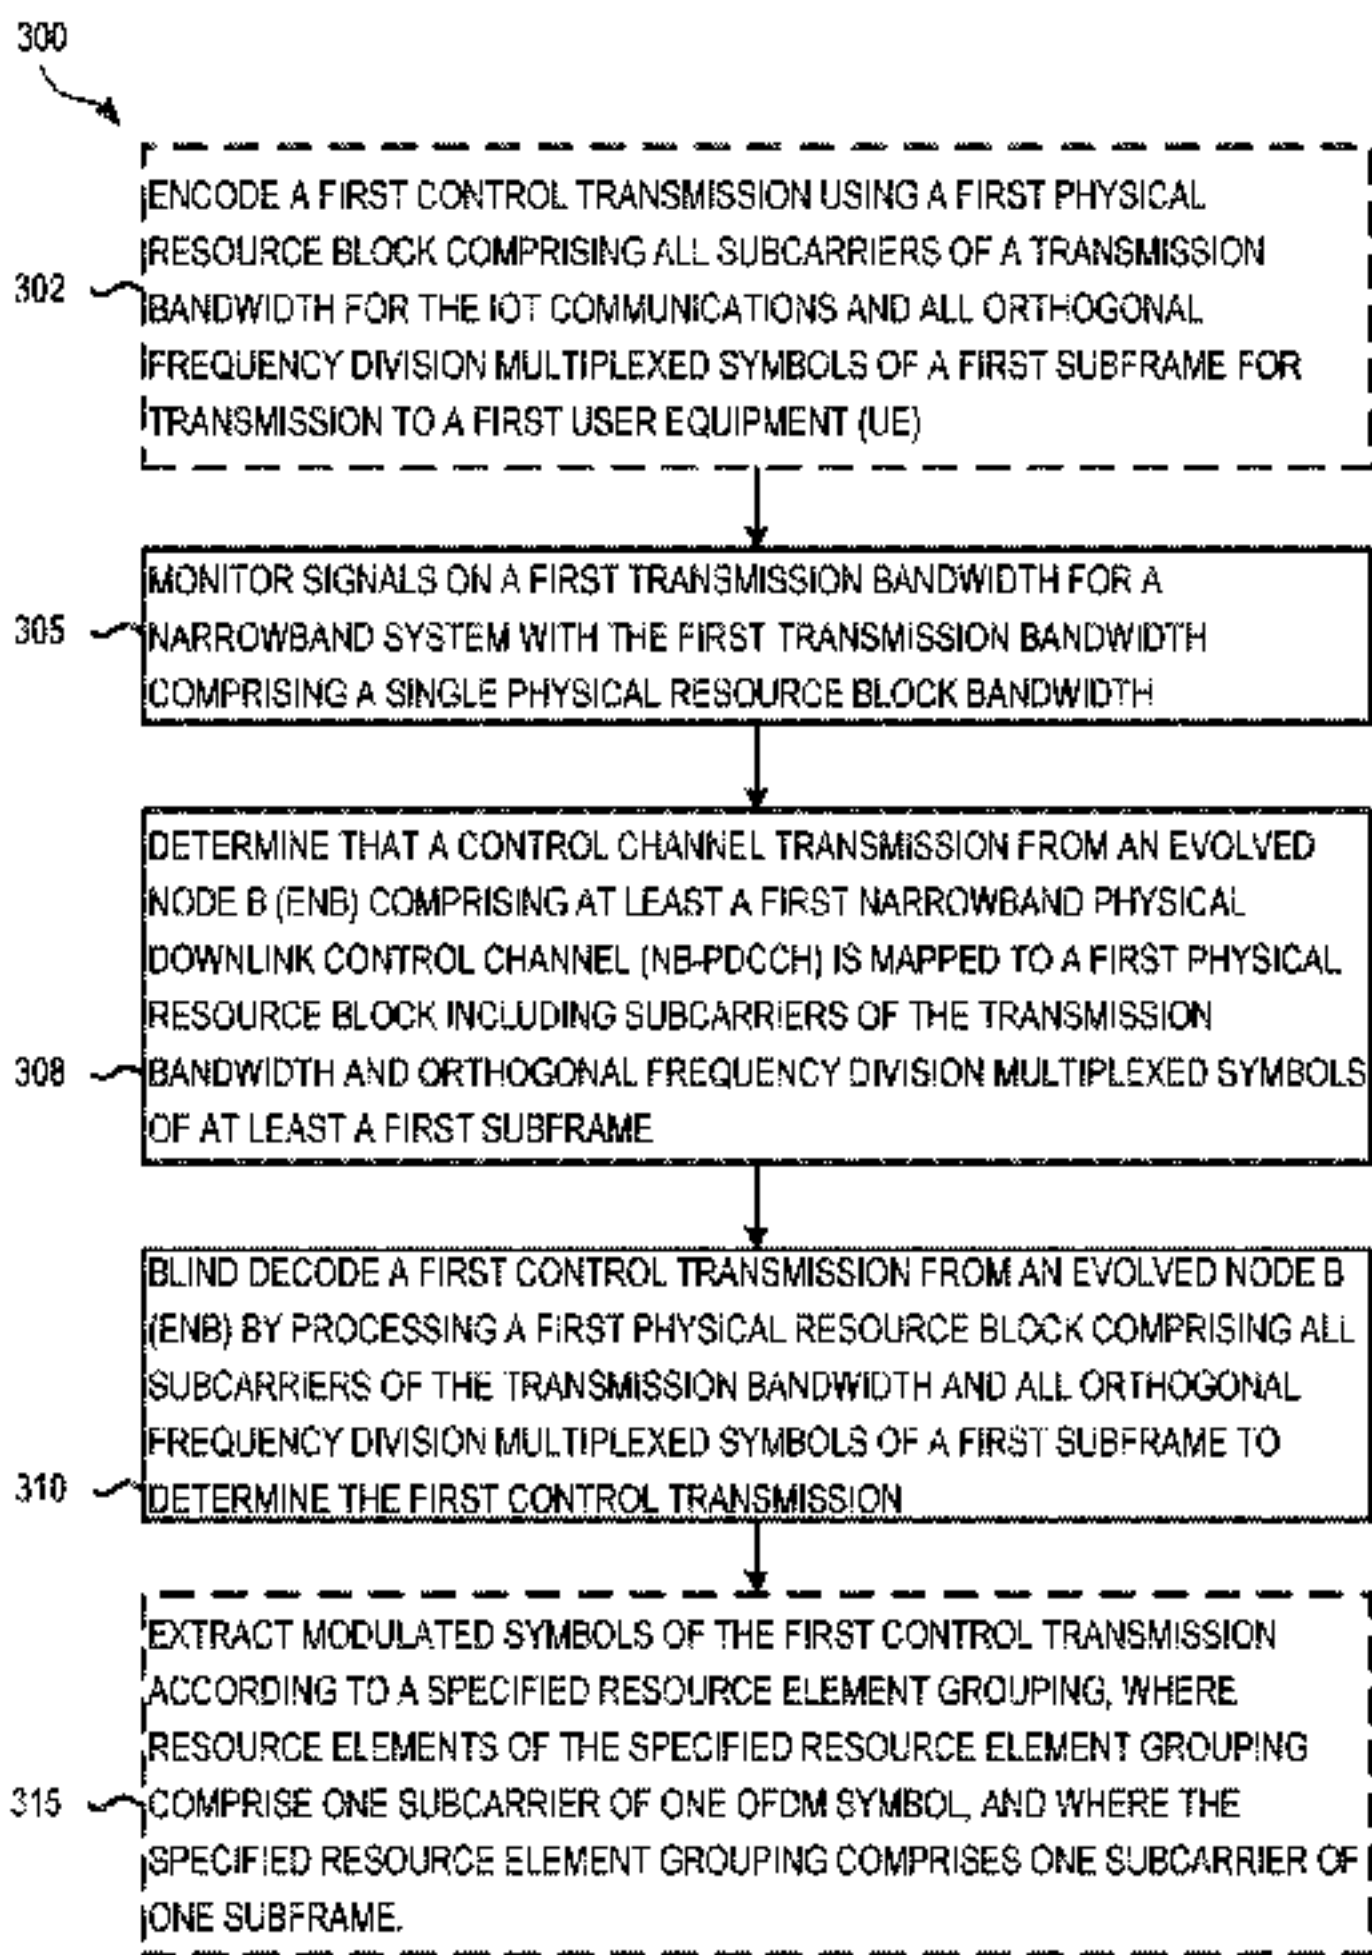 300
ENCODE A FIRST CONTROL TRANSMISSION USING A FIRST PHYSICAL
RESOURCE BLOCK COMPRISING ALL SUBCARRIERS OF A TRANSMISSION
302
BANDWIDTH FOR THE IOT COMMUNICATIONS AND ALL ORTHOGONAL
FREQUENCY DIVISION MULTIPLEXED SYMBOLS OF A FIRST SUBFRAME FOR
TRANSMISSION TO A FIRST USER EQUIPMENT (UE)
MONITOR SIGNALS ON A FIRST TRANSMISSION BANDWIDTH FOR A
305
NARROWBAND SYSTEM WITH THE FIRST TRANSMISSION BANDWIDTH
COMPRISING A SINGLE PHYSICAL RESOURCE BLOCK BANDWIDTH
DETERMINE THAT A CONTROL CHANNEL TRANSMISSION FROM AN EVOLVED
NODE B (ENB) COMPRISING AT LEAST A FIRST NARROWBAND PHYSICAL
DOWNLINK CONTROL CHANNEL (NB-PDCCH) IS MAPPED TO A FIRST PHYSICAL
RESOURCE BLOCK INCLUDING SUBCARRIERS OF THE TRANSMISSION
308
BANDWIDTH AND ORTHOGONAL FREQUENCY DIVISION MULTIPLEXED SYMBOLS
OF AT LEAST A FIRST SUBFRAME
BLIND DECODE A FIRST CONTROL TRANSMISSION FROM AN EVOLVED NODE B
(ENB) BY PROCESSING A FIRST PHYSICAL RESOURCE BLOCK COMPRISING ALL
SUBCARRIERS OF THE TRANSMISSION BANDWIDTH AND ALL ORTHOGONAL
FREQUENCY DIVISION MULTIPLEXED SYMBOLS OF A FIRST SUBFRAME TO
310
DETERMINE THE FIRST CONTROL TRANSMISSION
EXTRACT MODULATED SYMBOLS OF THE FIRST CONTROL TRANSMISSION
ACCORDING TO A SPECIFIED RESOURCE ELEMENT GROUPING, WHERE
RESOURCE ELEMENTS OF THE SPECIFIED RESOURCE ELEMENT GROUPING
315
COMPRISE ONE SUBCARRIER OF ONE OFDM SYMBOL, AND WHERE THE
SPECIFIED RESOURCE ELEMENT GROUPING COMPRISES ONE SUBCARRIER OF
ONE SUBFRAME.